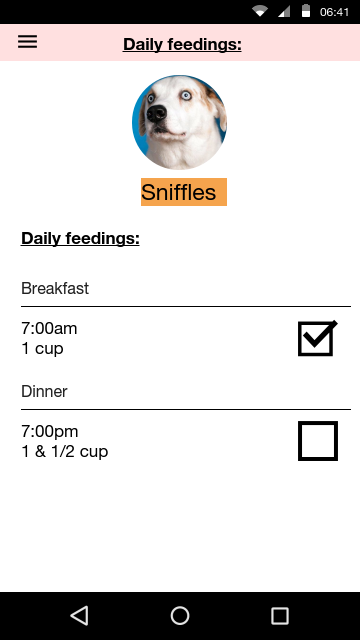 06:41
Daily feedings:
Sniffles
Daily feedings:
Breakfast
7:00am
1 cup
Dinner
7:00pm
1 & 1/2 cup